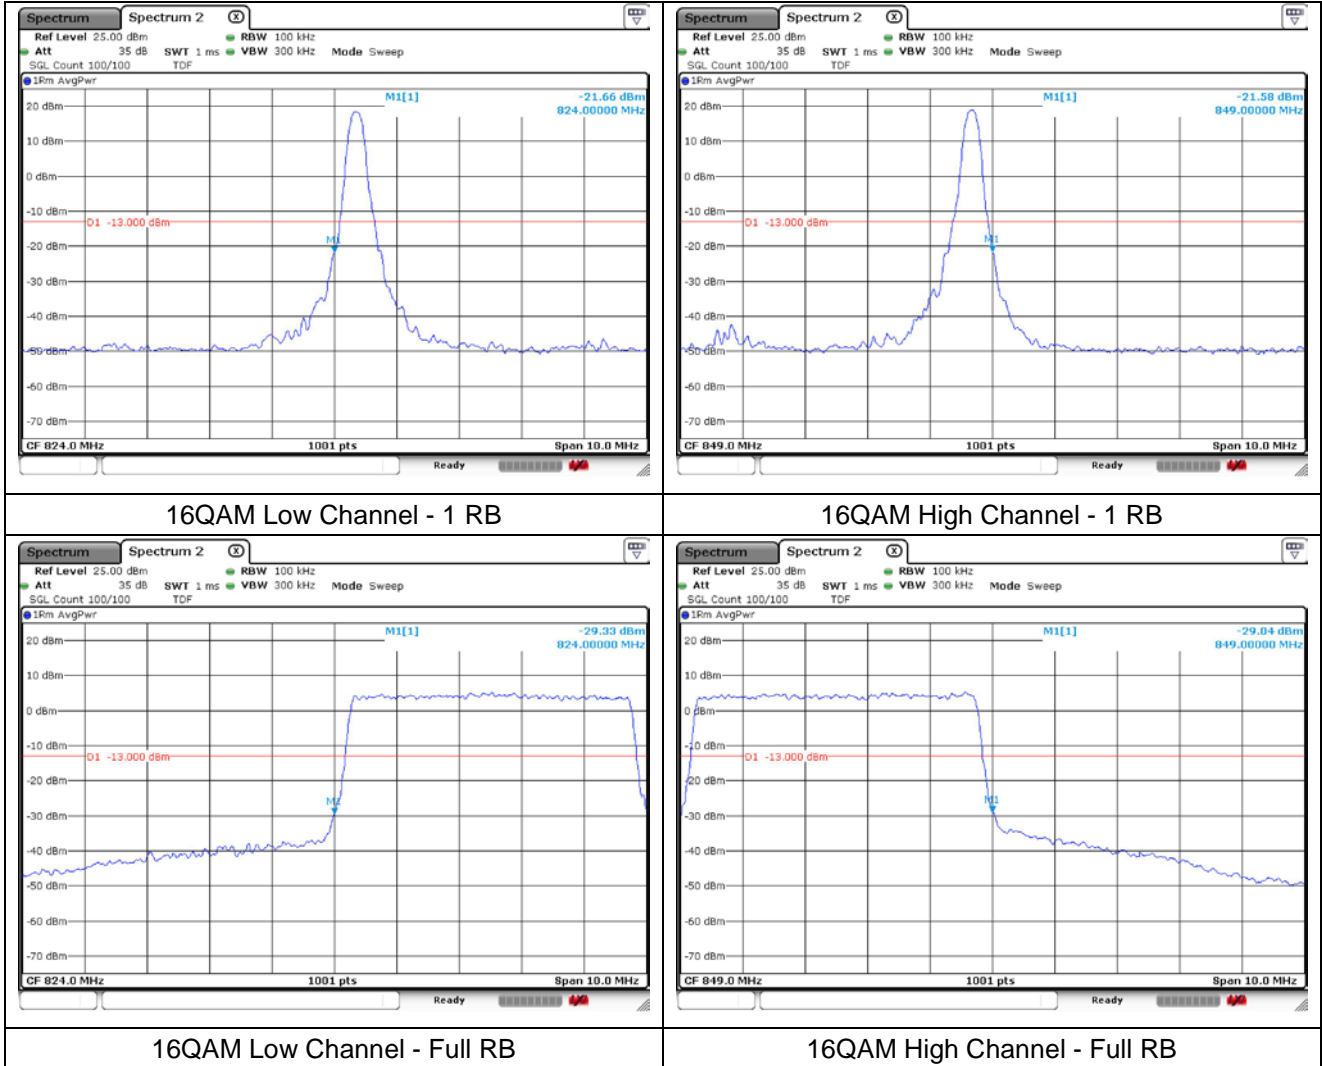 Spectrum Spectrum 2 X
Ref Level 25.00 dBm RBW 100 kHz
Att 35 dB SWT 1 ms VBW 300 kHz Mode Sweep
SGL Count 100/100 TDF
1Rm AvgPwr
M1[1] -21.66 dBm
824.00000 MHz
20 dBm
10 dBm
0 dBm
-10 dBm
D1 -13.000 dBm
M1
-20 dBm
-30 dBm
-40 dBm
-50 dBm
-60 dBm
-70 dBm
CF 824.0 MHz 1001 pts Span 10.0 MHz
Ready
16QAM Low Channel - 1 RB
Spectrum Spectrum 2 X
Ref Level 25.00 dBm RBW 100 kHz
Att 35 dB SWT 1 ms VBW 300 kHz Mode Sweep
SGL Count 100/100 TDF
1Rm AvgPwr
M1[1] -21.58 dBm
849.00000 MHz
20 dBm
10 dBm
0 dBm
-10 dBm
D1 -13.000 dBm
M1
-20 dBm
-30 dBm
-40 dBm
-50 dBm
-60 dBm
-70 dBm
CF 849.0 MHz 1001 pts Span 10.0 MHz
Ready
16QAM High Channel - 1 RB
Spectrum Spectrum 2 X
Ref Level 25.00 dBm RBW 100 kHz
Att 35 dB SWT 1 ms VBW 300 kHz Mode Sweep
SGL Count 100/100 TDF
1Rm AvgPwr
M1[1] -29.33 dBm
824.00000 MHz
20 dBm
10 dBm
0 dBm
-10 dBm
D1 -13.000 dBm
-20 dBm
M1
-30 dBm
-40 dBm
-50 dBm
-60 dBm
-70 dBm
CF 824.0 MHz 1001 pts Span 10.0 MHz
Ready
16QAM Low Channel - Full RB
Spectrum Spectrum 2 X
Ref Level 25.00 dBm RBW 100 kHz
Att 35 dB SWT 1 ms VBW 300 kHz Mode Sweep
SGL Count 100/100 TDF
1Rm AvgPwr
M1[1] -29.04 dBm
849.00000 MHz
20 dBm
10 dBm
0 dBm
-10 dBm
D1 -13.000 dBm
-20 dBm
M1
-30 dBm
-40 dBm
-50 dBm
-60 dBm
-70 dBm
CF 849.0 MHz 1001 pts Span 10.0 MHz
Ready
16QAM High Channel - Full RB